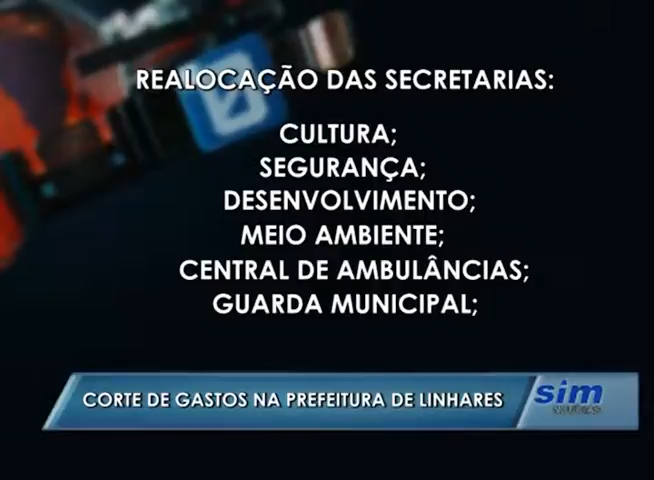 REALOCAÇÃO DAS SECRETARIAS:
CULTURA;
SEGURANÇA;
DESENVOLVIMENTO;
MEIO AMBIENTE;
CENTRAL DE AMBULÂNCIAS;
GUARDA MUNICIPAL;
CORTE DE GASTOS NA PREFEITURA DE LINHARES
sim
NOTÍCIAS